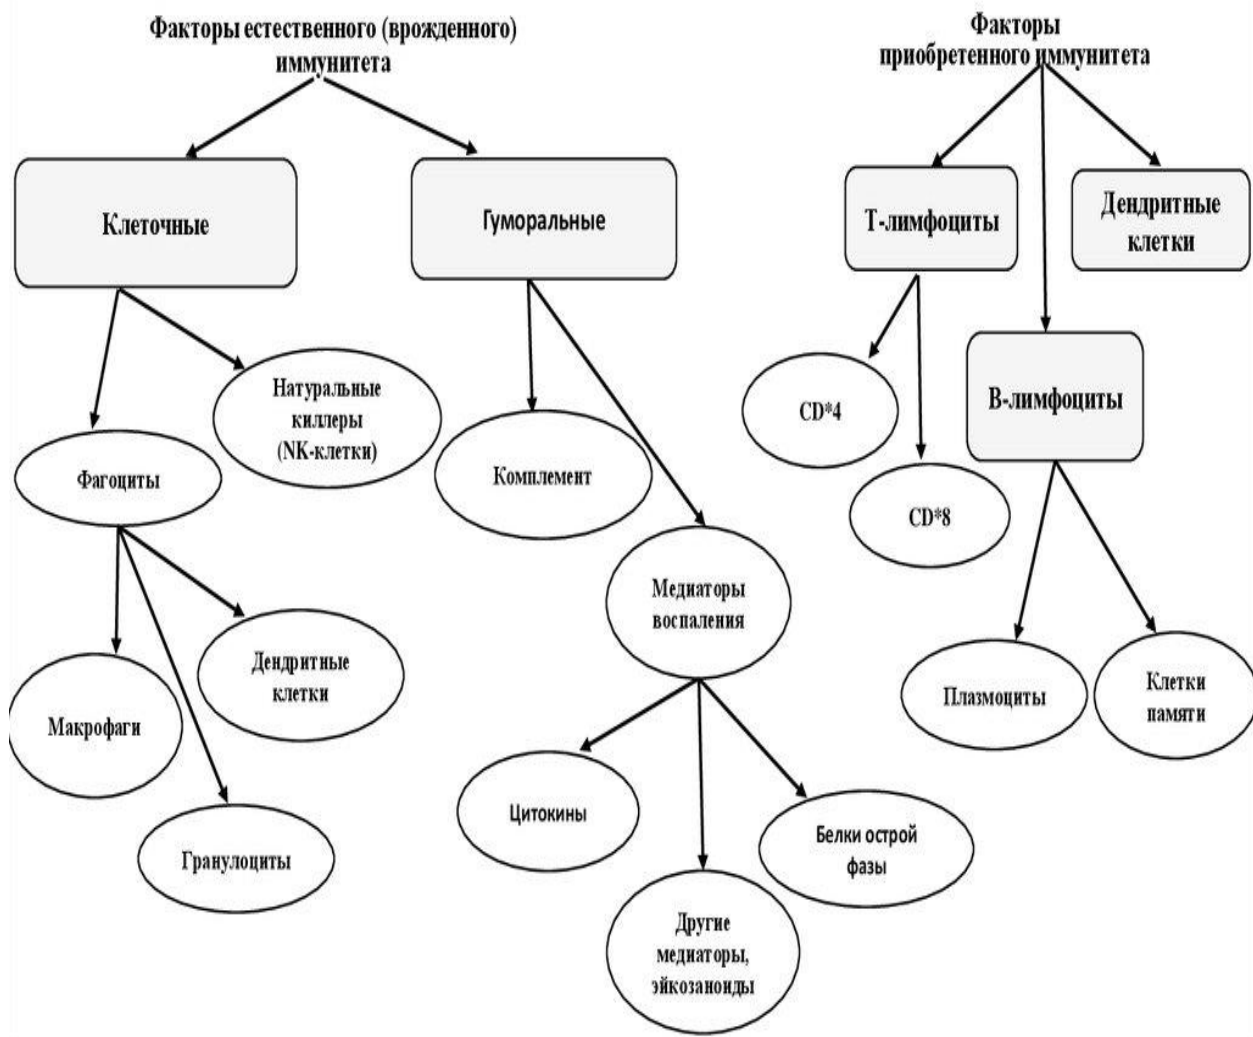 Факторы естественного (врожденного)
иммунитета
Клеточные
Гуморальные
Натуральные
киллеры
(NK-клетки)
Фагоциты
Комплемент
Медиаторы
воспаления
Дендритные
клетки
Макрофаги
Гранулоциты
Цитокины
Белки острой
фазы
Другие
медиаторы,
эйкозаноиды
Факторы
приобретенного иммунитета
Т-лимфоциты
Дендритные
клетки
В-лимфоциты
CD*4
CD*8
Плазмоциты
Клетки
памяти